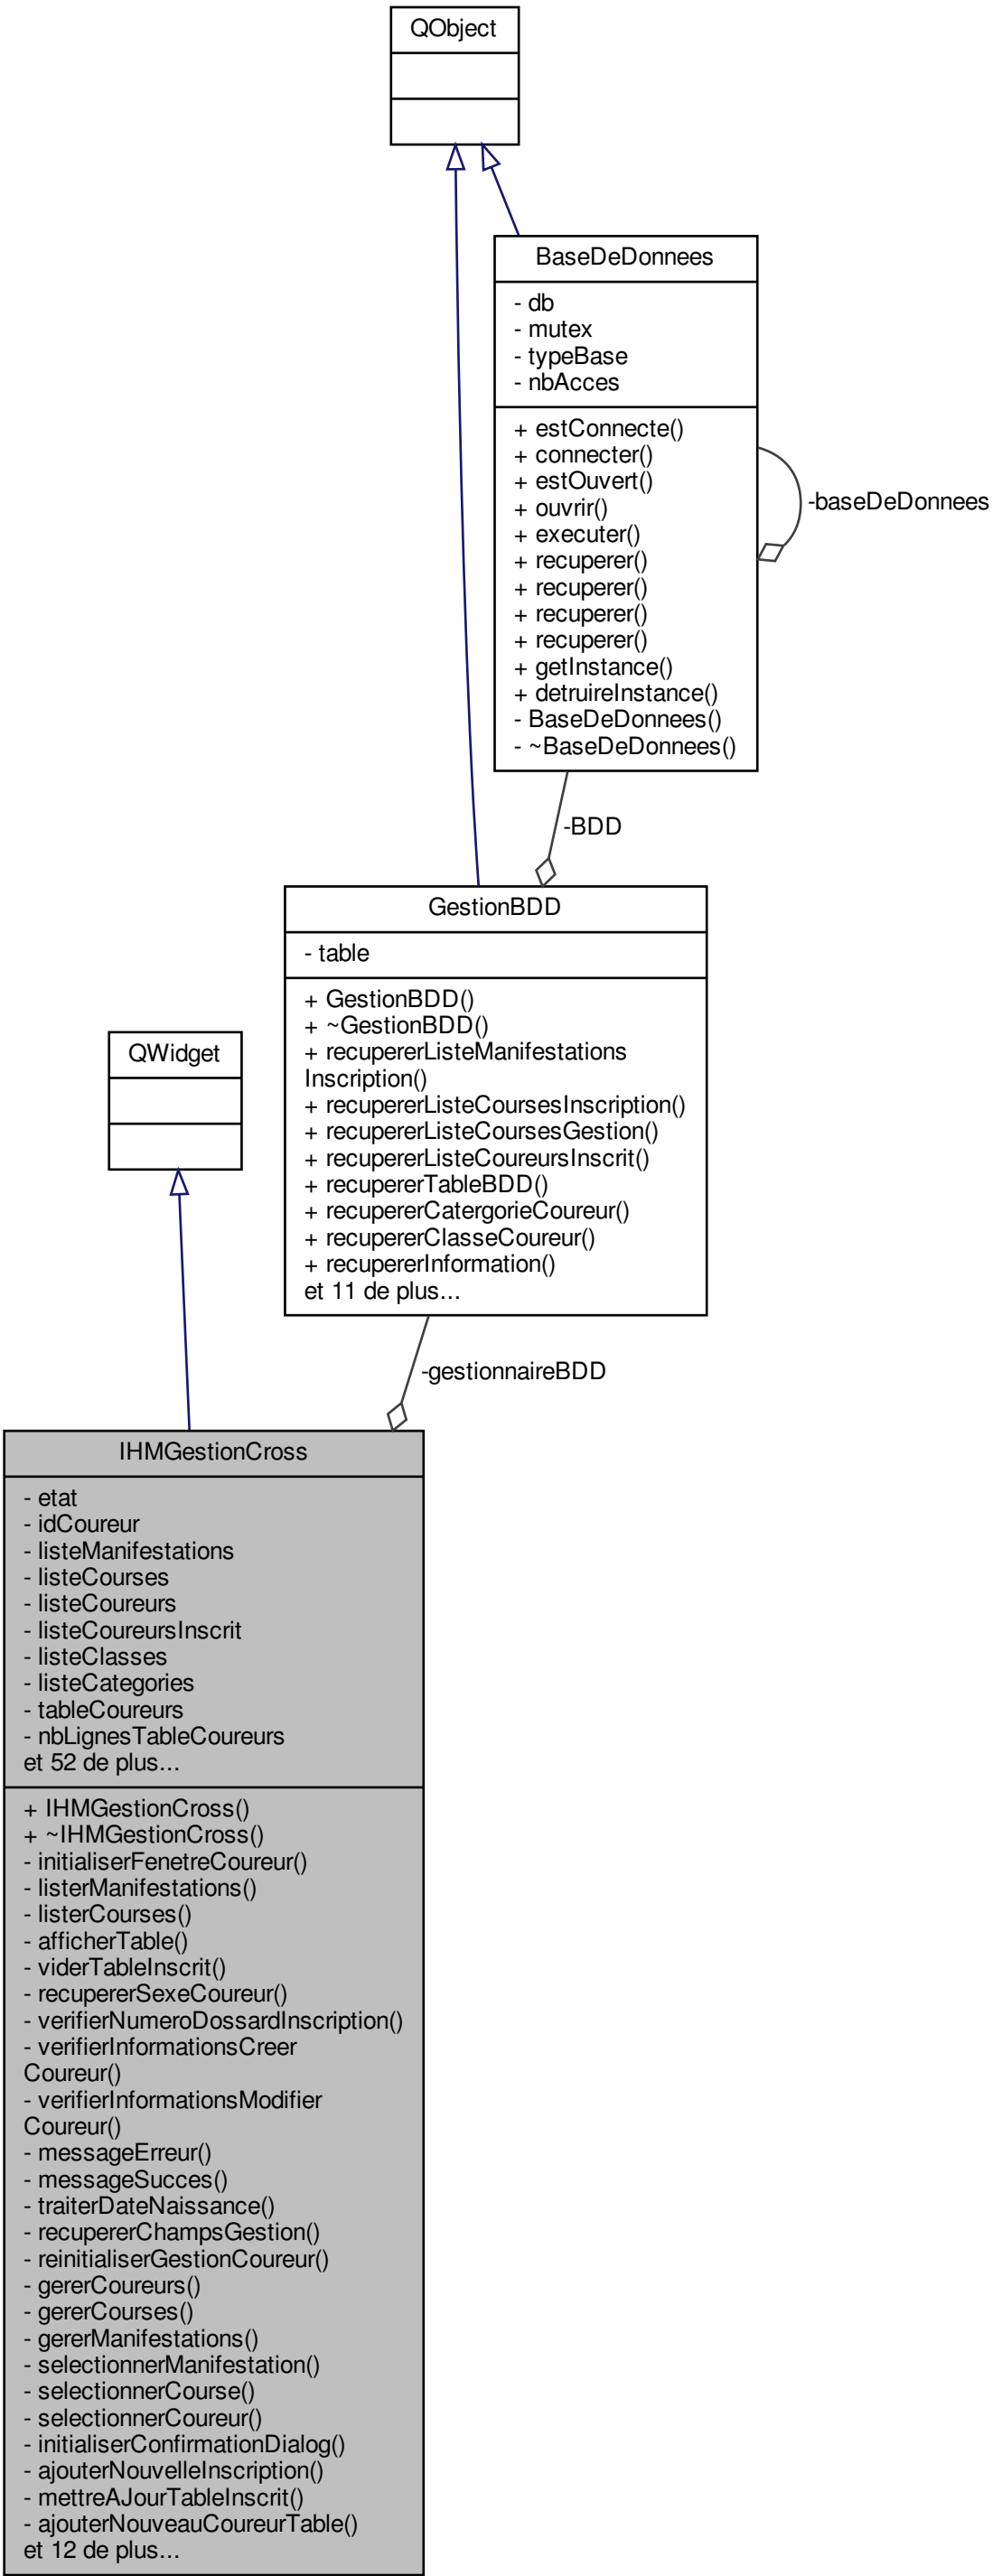 QObject
BaseDeDonnees
- db
- mutex
- typeBase
- nbAcces
+ estConnecte()
+ connecter()
+ estOuvert()
+ ouvrir()
+ executer()
+ recuperer()
+ recuperer()
+ recuperer()
+ recuperer()
+ getInstance()
+ detruireInstance()
- BaseDeDonnees()
- ~BaseDeDonnees()
-baseDeDonnees
-BDD
GestionBDD
- table
+ GestionBDD()
+ ~GestionBDD()
+ recupererListeManifestations
Inscription()
+ recupererListeCoursesInscription()
+ recupererListeCoursesGestion()
+ recupererListeCoureursInscrit()
+ recupererTableBDD()
+ recupererCatergorieCoureur()
+ recupererClasseCoureur()
+ recupererInformation()
et 11 de plus...
QWidget
-gestionnaireBDD
IHMGestionCross
- etat
- idCoureur
- listeManifestations
- listeCourses
- listeCoureurs
- listeCoureursInscrit
- listeClasses
- listeCategories
- tableCoureurs
- nbLignesTableCoureurs
et 52 de plus...
+ IHMGestionCross()
+ ~IHMGestionCross()
- initialiserFenetreCoureur()
- listerManifestations()
- listerCourses()
- afficherTable()
- viderTableInscrit()
- recupererSexeCoureur()
- verifierNumeroDossardInscription()
- verifierInformationsCreer
Coureur()
- verifierInformationsModifier
Coureur()
- messageErreur()
- messageSucces()
- traiterDateNaissance()
- recupererChampsGestion()
- reinitialiserGestionCoureur()
- gererCoureurs()
- gererCourses()
- gererManifestations()
- selectionnerManifestation()
- selectionnerCourse()
- selectionnerCoureur()
- initialiserConfirmationDialog()
- ajouterNouvelleInscription()
- mettreAJourTableInscrit()
- ajouterNouveauCoureurTable()
et 12 de plus...